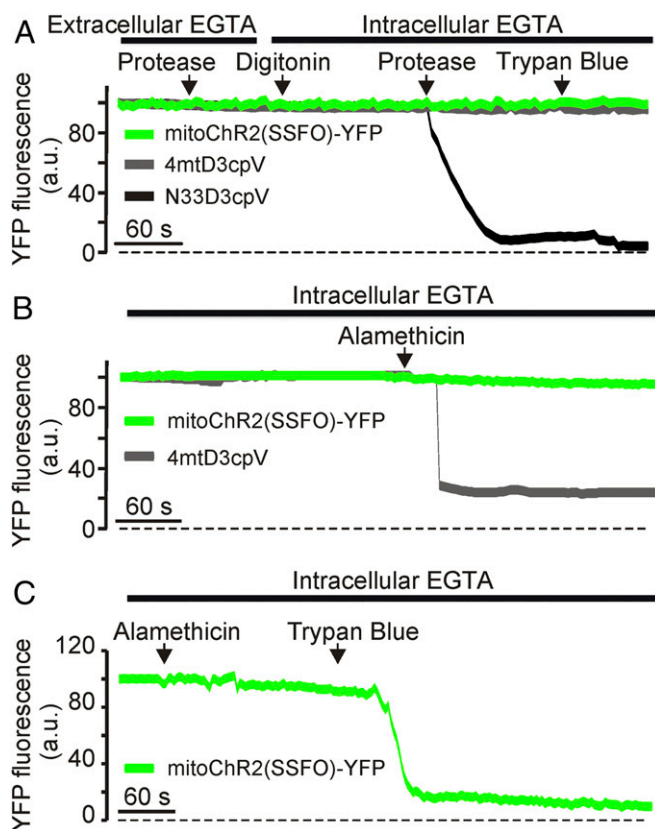 A
Extracellular EGTA Intracellular EGTA
Protease Digitonin Protease Trypan Blue
YFP fluorescence
(a.u.)
80
40
0
mitoChR2(SSFO)-YFP
4mtD3cpV
N33D3cpV
60 s
B
Intracellular EGTA
Alamethicin
YFP fluorescence
(a.u.)
80
40
0
mitoChR2(SSFO)-YFP
4mtD3cpV
60 s
C
Intracellular EGTA
Alamethicin Trypan Blue
YFP fluorescence
(a.u.)
120
80
40
0
mitoChR2(SSFO)-YFP
60 s